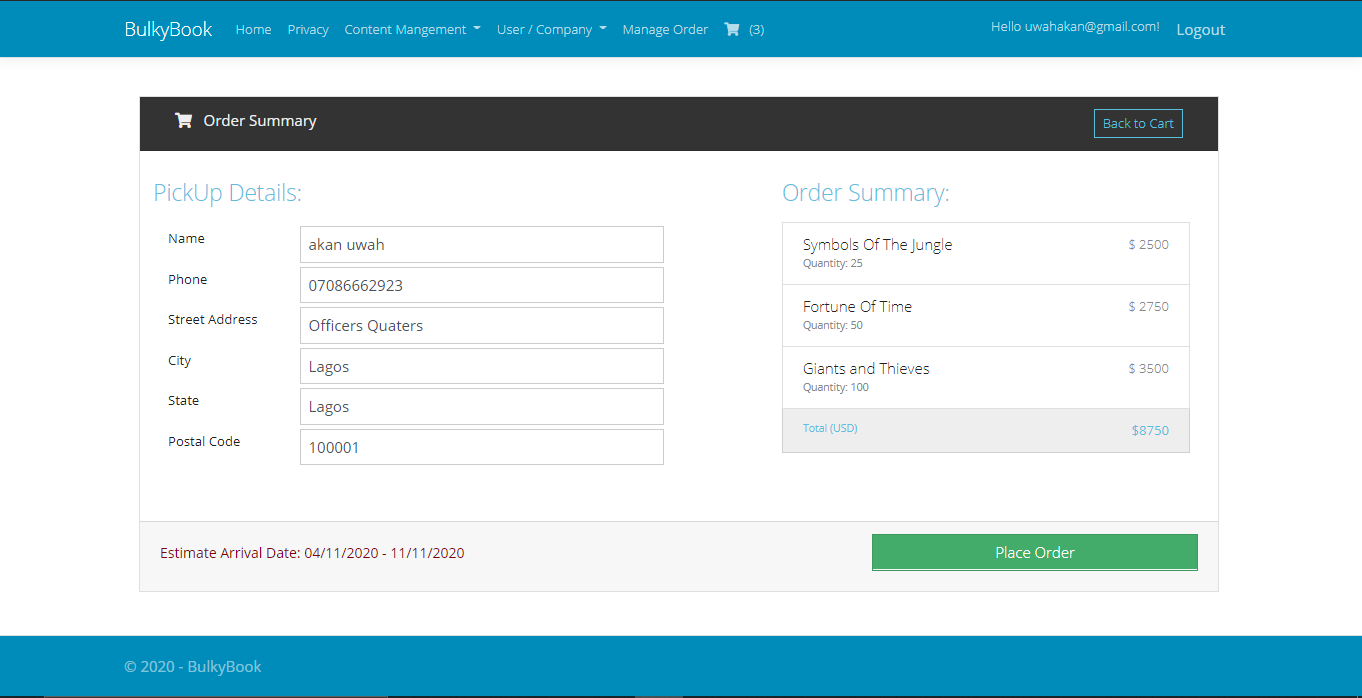 BulkyBook Home Privacy Content Mangement User / Company Manage Order (3) Hello uwahakan@gmail.com! Logout
Order Summary Back to Cart
PickUp Details:
Name akan uwah
Phone 07086662923
Street Address Officers Quaters
City Lagos
State Lagos
Postal Code 100001
Order Summary:
Symbols Of The Jungle $ 2500
Quantity: 25
Fortune Of Time $ 2750
Quantity: 50
Giants and Thieves $ 3500
Quantity: 100
Total (USD) $8750
Estimate Arrival Date: 04/11/2020 - 11/11/2020 Place Order
© 2020 - BulkyBook